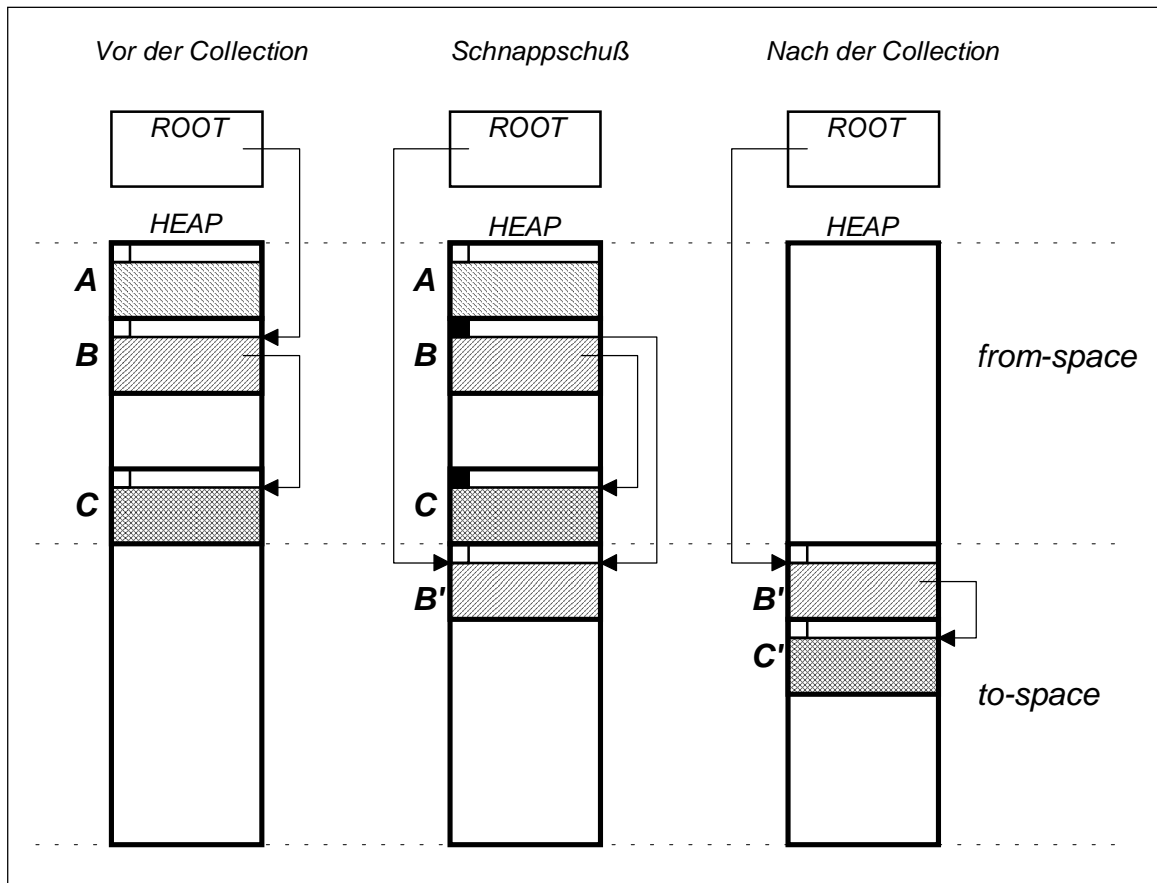 Vor der Collection
Schnappschuß
Nach der Collection
ROOT
ROOT
ROOT
HEAP
HEAP
HEAP
A
A
B
B
from-space
C
C
B'
B'
C'
to-space